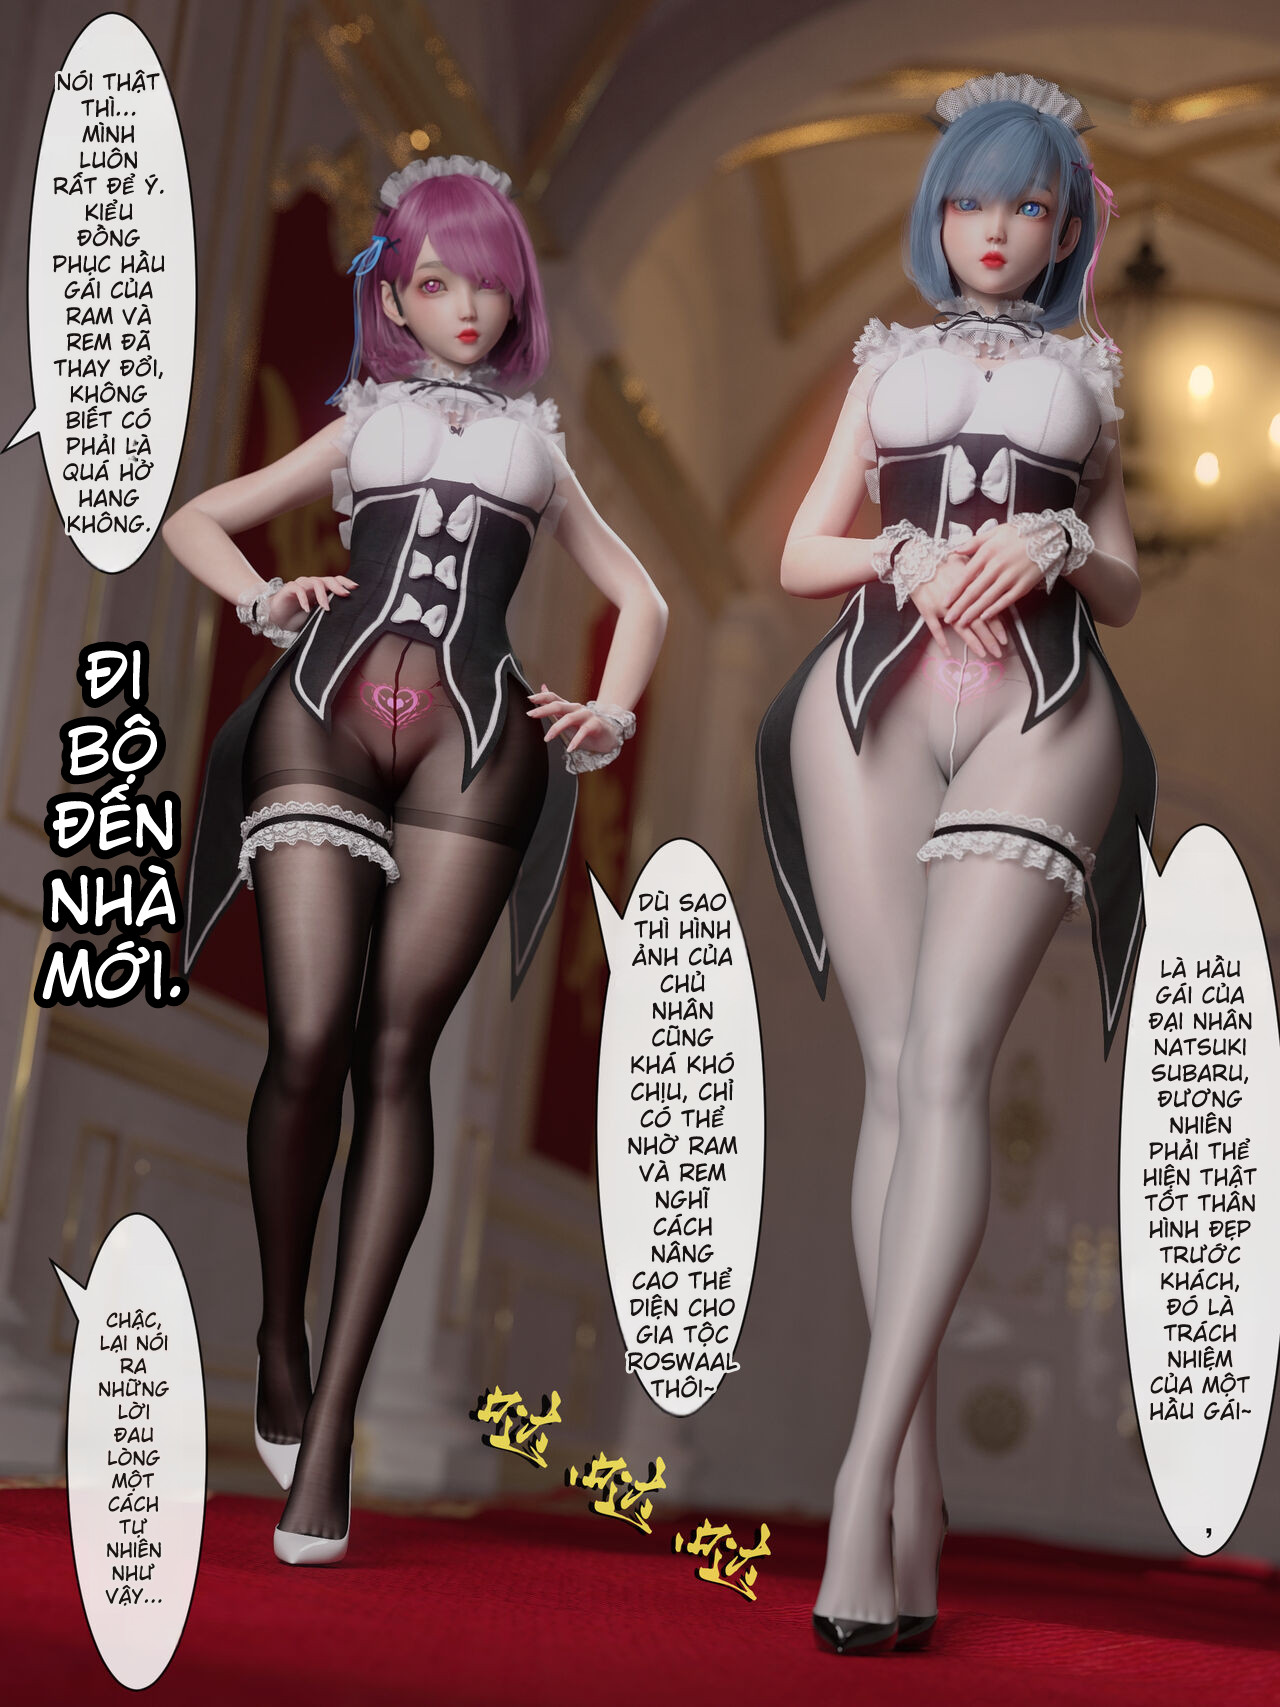 NÓI THẬT
THÌ...
MÌNH
LUÔN
RẤT ĐỂ Ý.
KIỂU
ĐỒNG
PHỤC HẦU
GÁI CỦA
RAM VÀ
REM ĐÃ
THAY ĐỔI,
KHÔNG
BIẾT CÓ
PHẢI LÀ
QUÁ HỞ
HANG
KHÔNG.
ĐI
BỘ
ĐẾN
NHÀ
MỚI.
DÙ SAO
THÌ HÌNH
ẢNH CỦA
CHỦ
NHÂN
CŨNG
KHÁ KHÓ
CHỊU, CHỈ
CÓ THỂ
NHỜ RAM
VÀ REM
NGHĨ
CÁCH
NÂNG
CAO THỂ
DIỆN CHO
GIA TỘC
ROSWAAL
THÔI~
LÀ HẦU
GÁI CỦA
ĐẠI NHÂN
NATSUKI
SUBARU,
ĐƯƠNG
NHIÊN
PHẢI THỂ
HIỆN THẬT
TỐT THÂN
HÌNH ĐẸP
TRƯỚC
KHÁCH,
ĐÓ LÀ
TRÁCH
NHIỆM
CỦA MỘT
HẦU GÁI~
,
CHẬC,
LẠI NÓI
RA
NHỮNG
LỜI
ĐAU
LÒNG
MỘT
CÁCH
TỰ
NHIÊN
NHƯ
VẬY...
哒
哒
哒